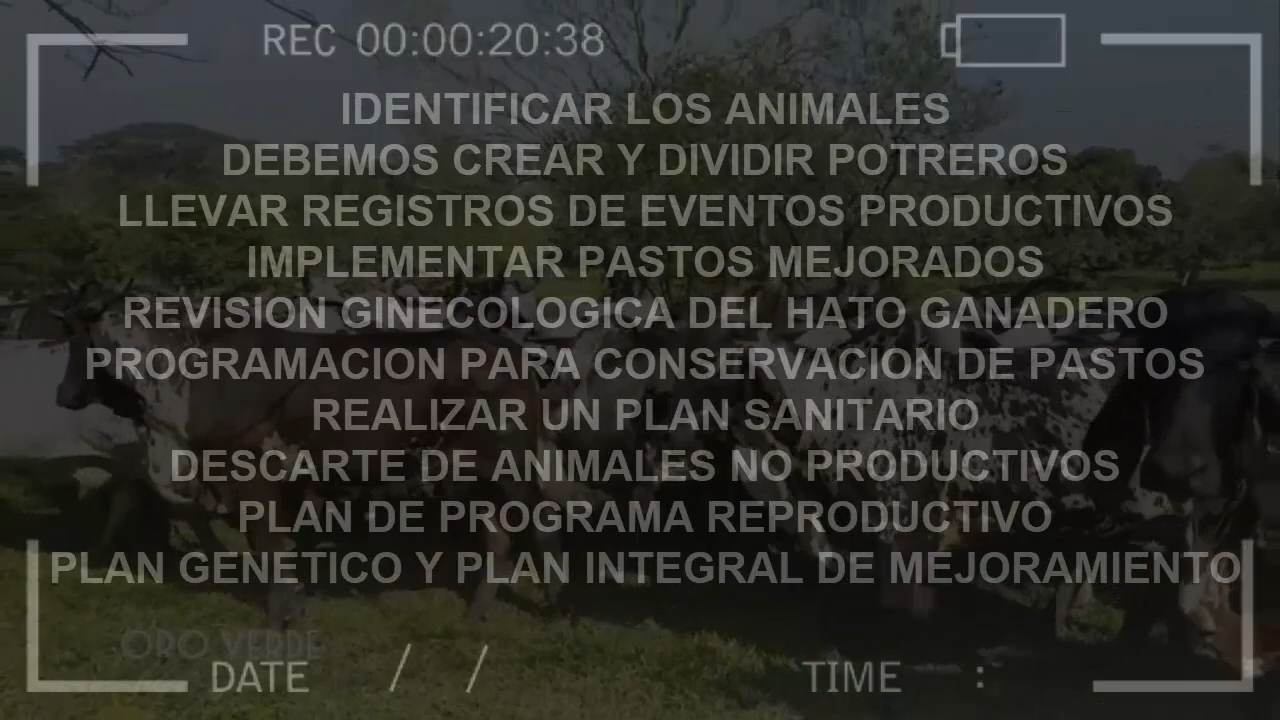 REC 00:00:20:38
IDENTIFICAR LOS ANIMALES
DEBEMOS CREAR Y DIVIDIR POTREROS
LLEVAR REGISTROS DE EVENTOS PRODUCTIVOS
IMPLEMENTAR PASTOS MEJORADOS
REVISION GINECOLOGICA DEL HATO GANADERO
PROGRAMACION PARA CONSERVACION DE PASTOS
REALIZAR UN PLAN SANITARIO
DESCARTE DE ANIMALES NO PRODUCTIVOS
PLAN DE PROGRAMA REPRODUCTIVO
PLAN GENETICO Y PLAN INTEGRAL DE MEJORAMIENTO
ORO VERDE
DATE / / TIME :